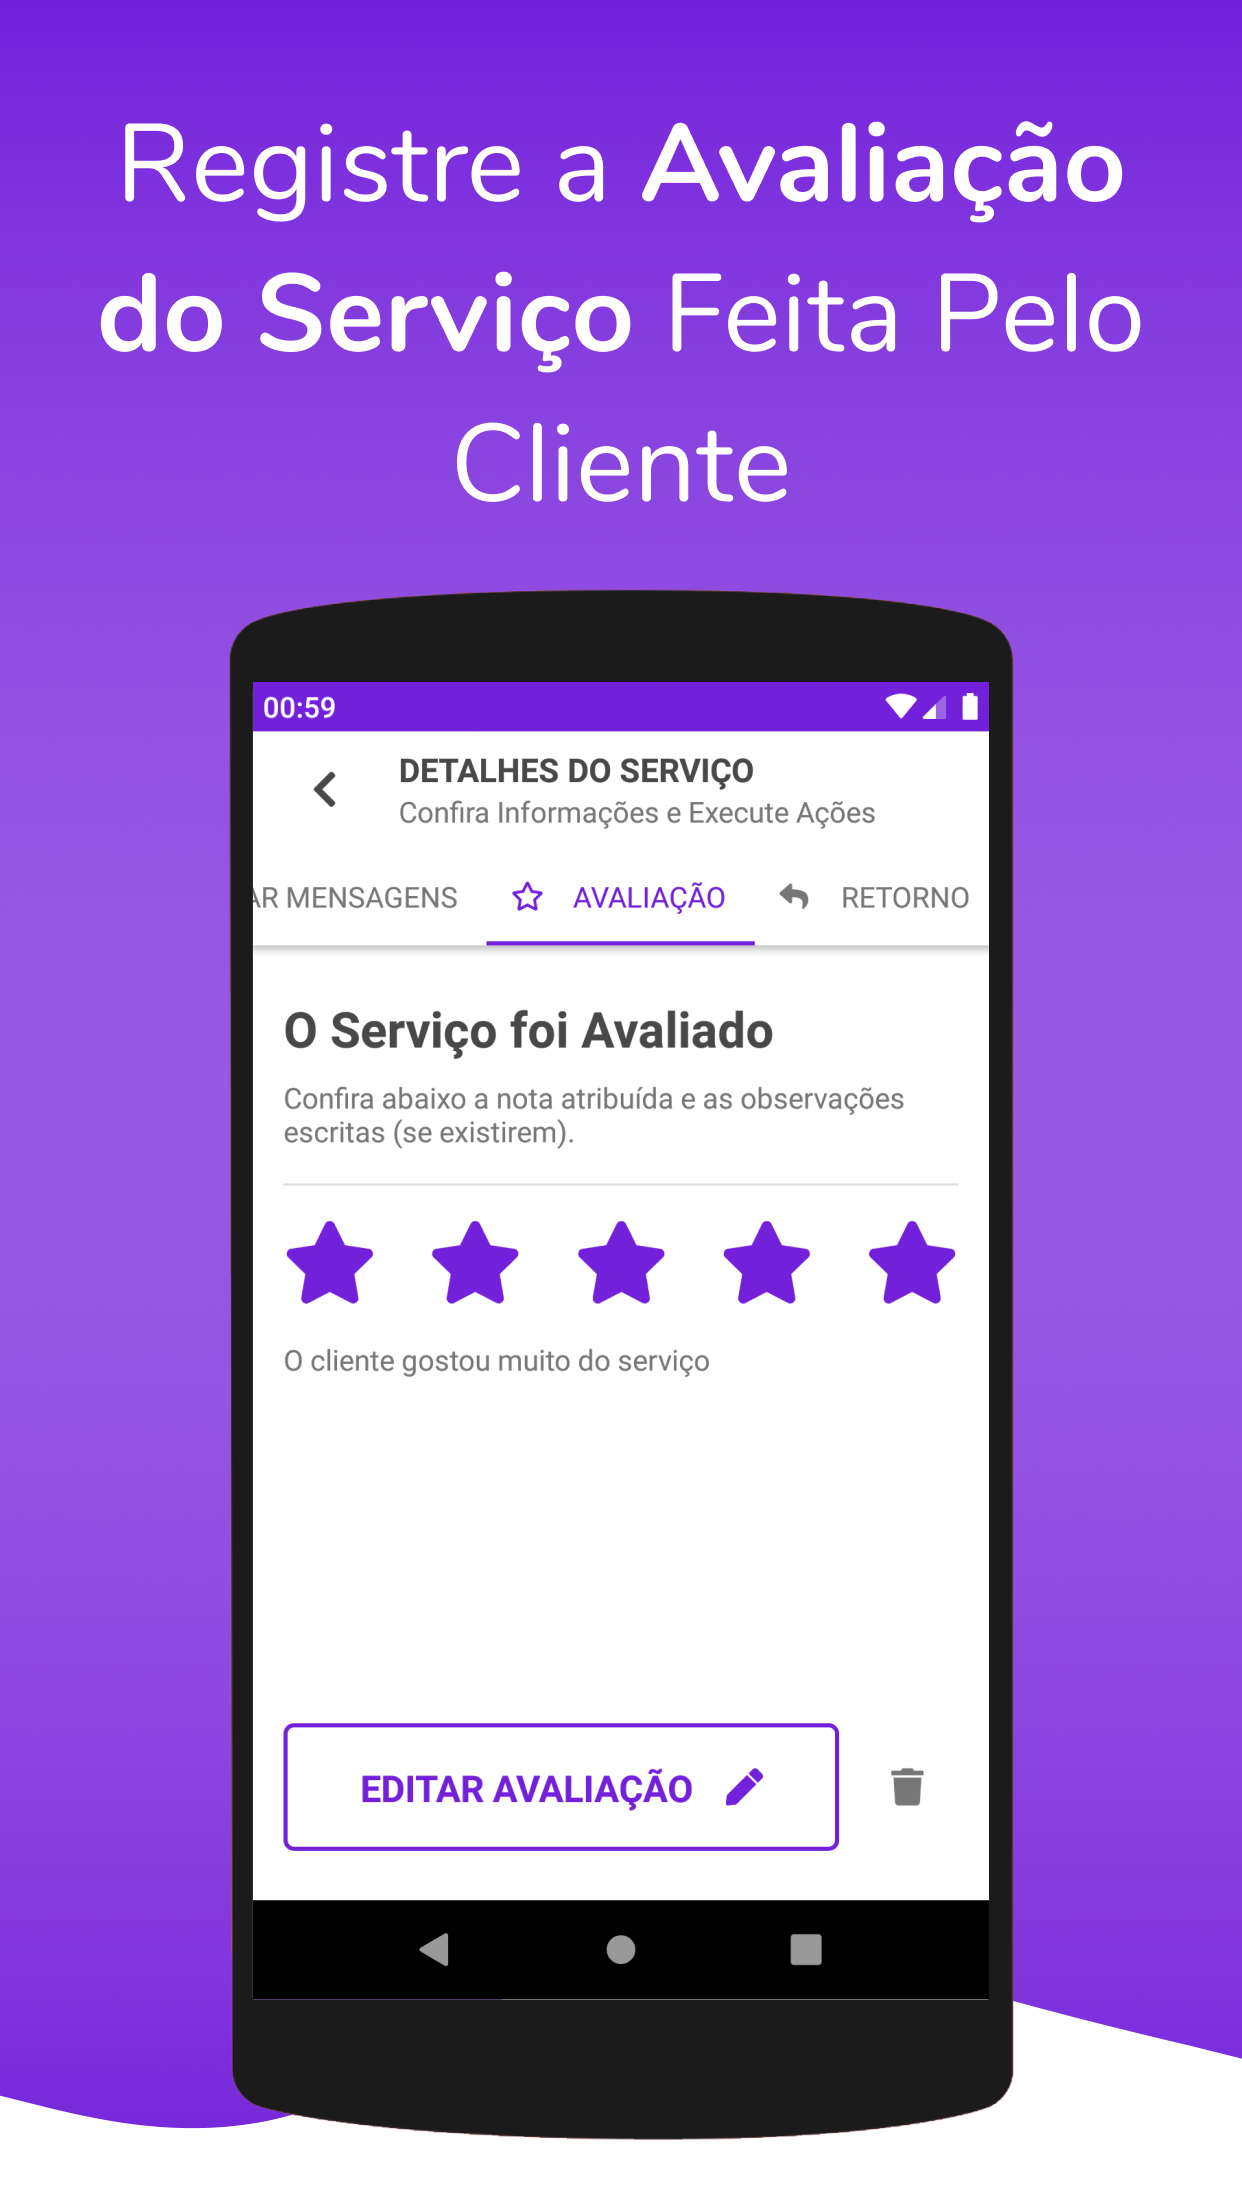 Registre a Avaliação
do Serviço Feita Pelo
Cliente
00:59
DETALHES DO SERVIÇO
Confira Informações e Execute Ações
AR MENSAGENS AVALIAÇÃO RETORNO
O Serviço foi Avaliado
Confira abaixo a nota atribuída e as observações
escritas (se existirem).
O cliente gostou muito do serviço
EDITAR AVALIAÇÃO